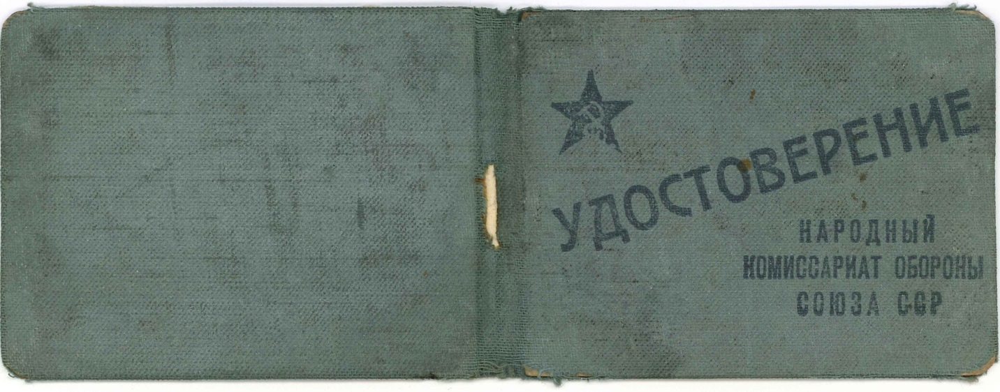 УДОСТОВЕРЕНИЕ
НАРОДНЫЙ
КОМИССАРИАТ ОБОРОНЫ
СОЮЗА ССР